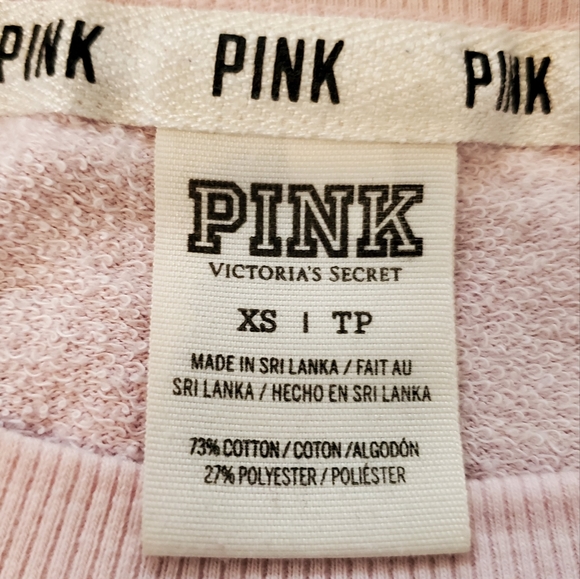 PINK PINK PINK
PINK
VICTORIA'S SECRET
XS | TP
MADE IN SRI LANKA / FAIT AU
SRI LANKA / HECHO EN SRI LANKA
73% COTTON / COTON / ALGODÓN
27% POLYESTER / POLIÉSTER